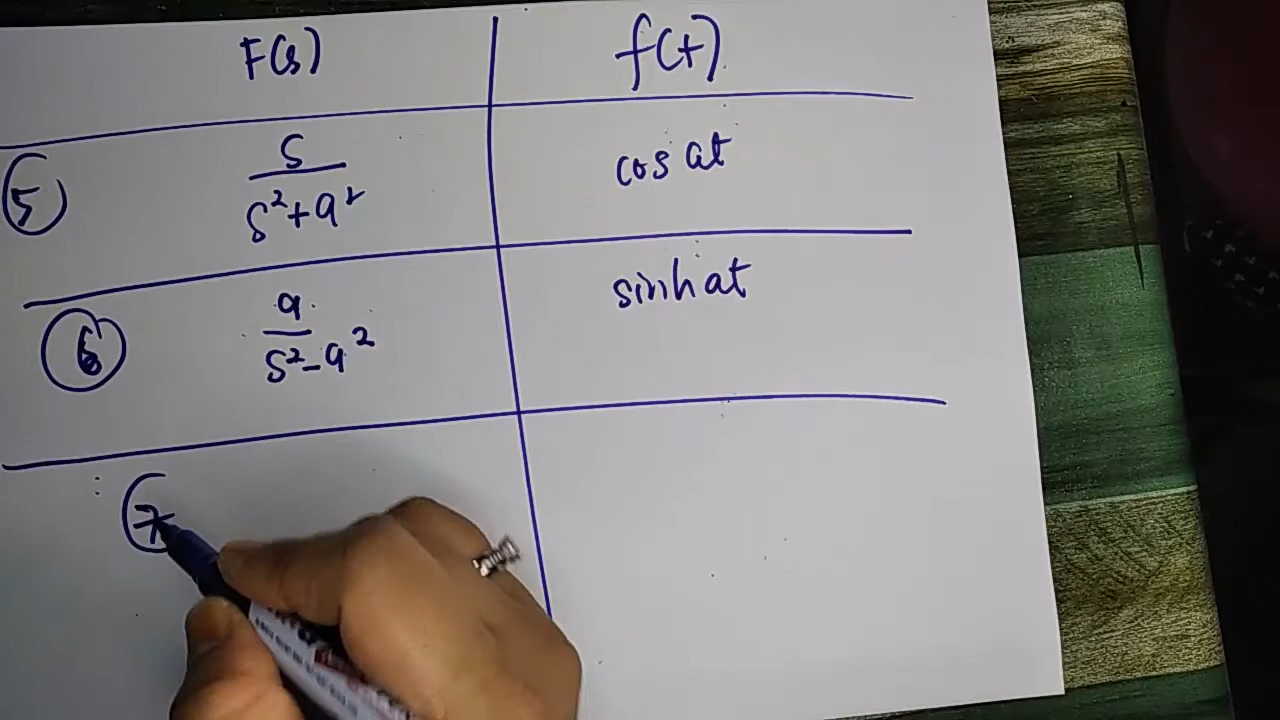 F(s) f(t)
5 s/(s²+a²) cos at
6 a/(s²-a²) sinh at
7